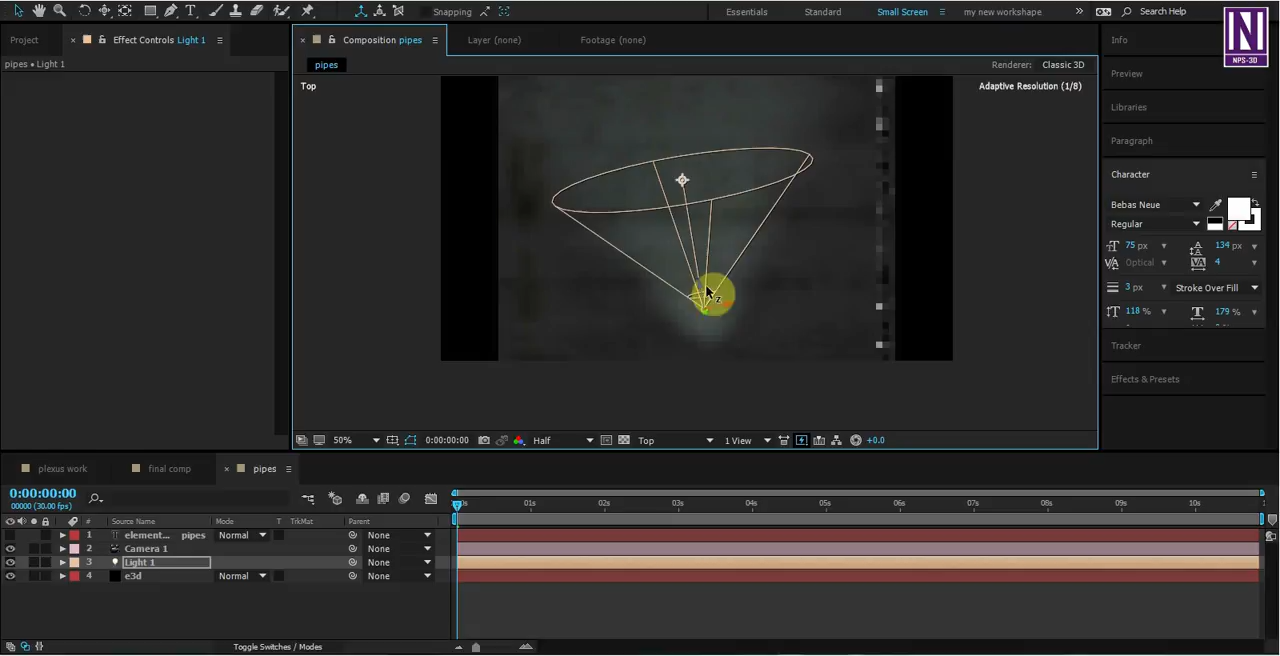 Snapping
Essentials
Standard
Small Screen
my new workshape
Search Help
NPS-3D
Project
Effect Controls Light 1
Composition pipes
Layer (none)
Footage (none)
Info
pipes • Light 1
pipes
Renderer:
Classic 3D
Preview
Top
Adaptive Resolution (1/8)
Libraries
Paragraph
Character
Bebas Neue
Regular
75 px
134 px
Optical
4
3 px
Stroke Over Fill
118 %
179 %
Tracker
Effects & Presets
50%
0:00:00:00
Half
Top
1 View
+0.0
plexus work
final comp
pipes
0:00:00:00
00000 (30.00 fps)
01s
02s
03s
04s
05s
06s
07s
08s
09s
10s
#
Source Name
Mode
T
TrkMat
Parent
1
element... pipes
Normal
None
2
Camera 1
None
3
Light 1
None
4
e3d
Normal
None
Toggle Switches / Modes